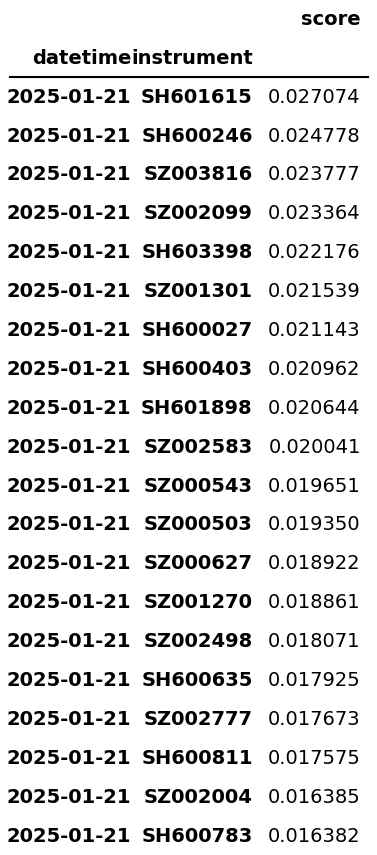 score
datetime instrument
2025-01-21 SH601615 0.027074
2025-01-21 SH600246 0.024778
2025-01-21 SZ003816 0.023777
2025-01-21 SZ002099 0.023364
2025-01-21 SH603398 0.022176
2025-01-21 SZ001301 0.021539
2025-01-21 SH600027 0.021143
2025-01-21 SH600403 0.020962
2025-01-21 SH601898 0.020644
2025-01-21 SZ002583 0.020041
2025-01-21 SZ000543 0.019651
2025-01-21 SZ000503 0.019350
2025-01-21 SZ000627 0.018922
2025-01-21 SZ001270 0.018861
2025-01-21 SZ002498 0.018071
2025-01-21 SH600635 0.017925
2025-01-21 SZ002777 0.017673
2025-01-21 SH600811 0.017575
2025-01-21 SZ002004 0.016385
2025-01-21 SH600783 0.016382